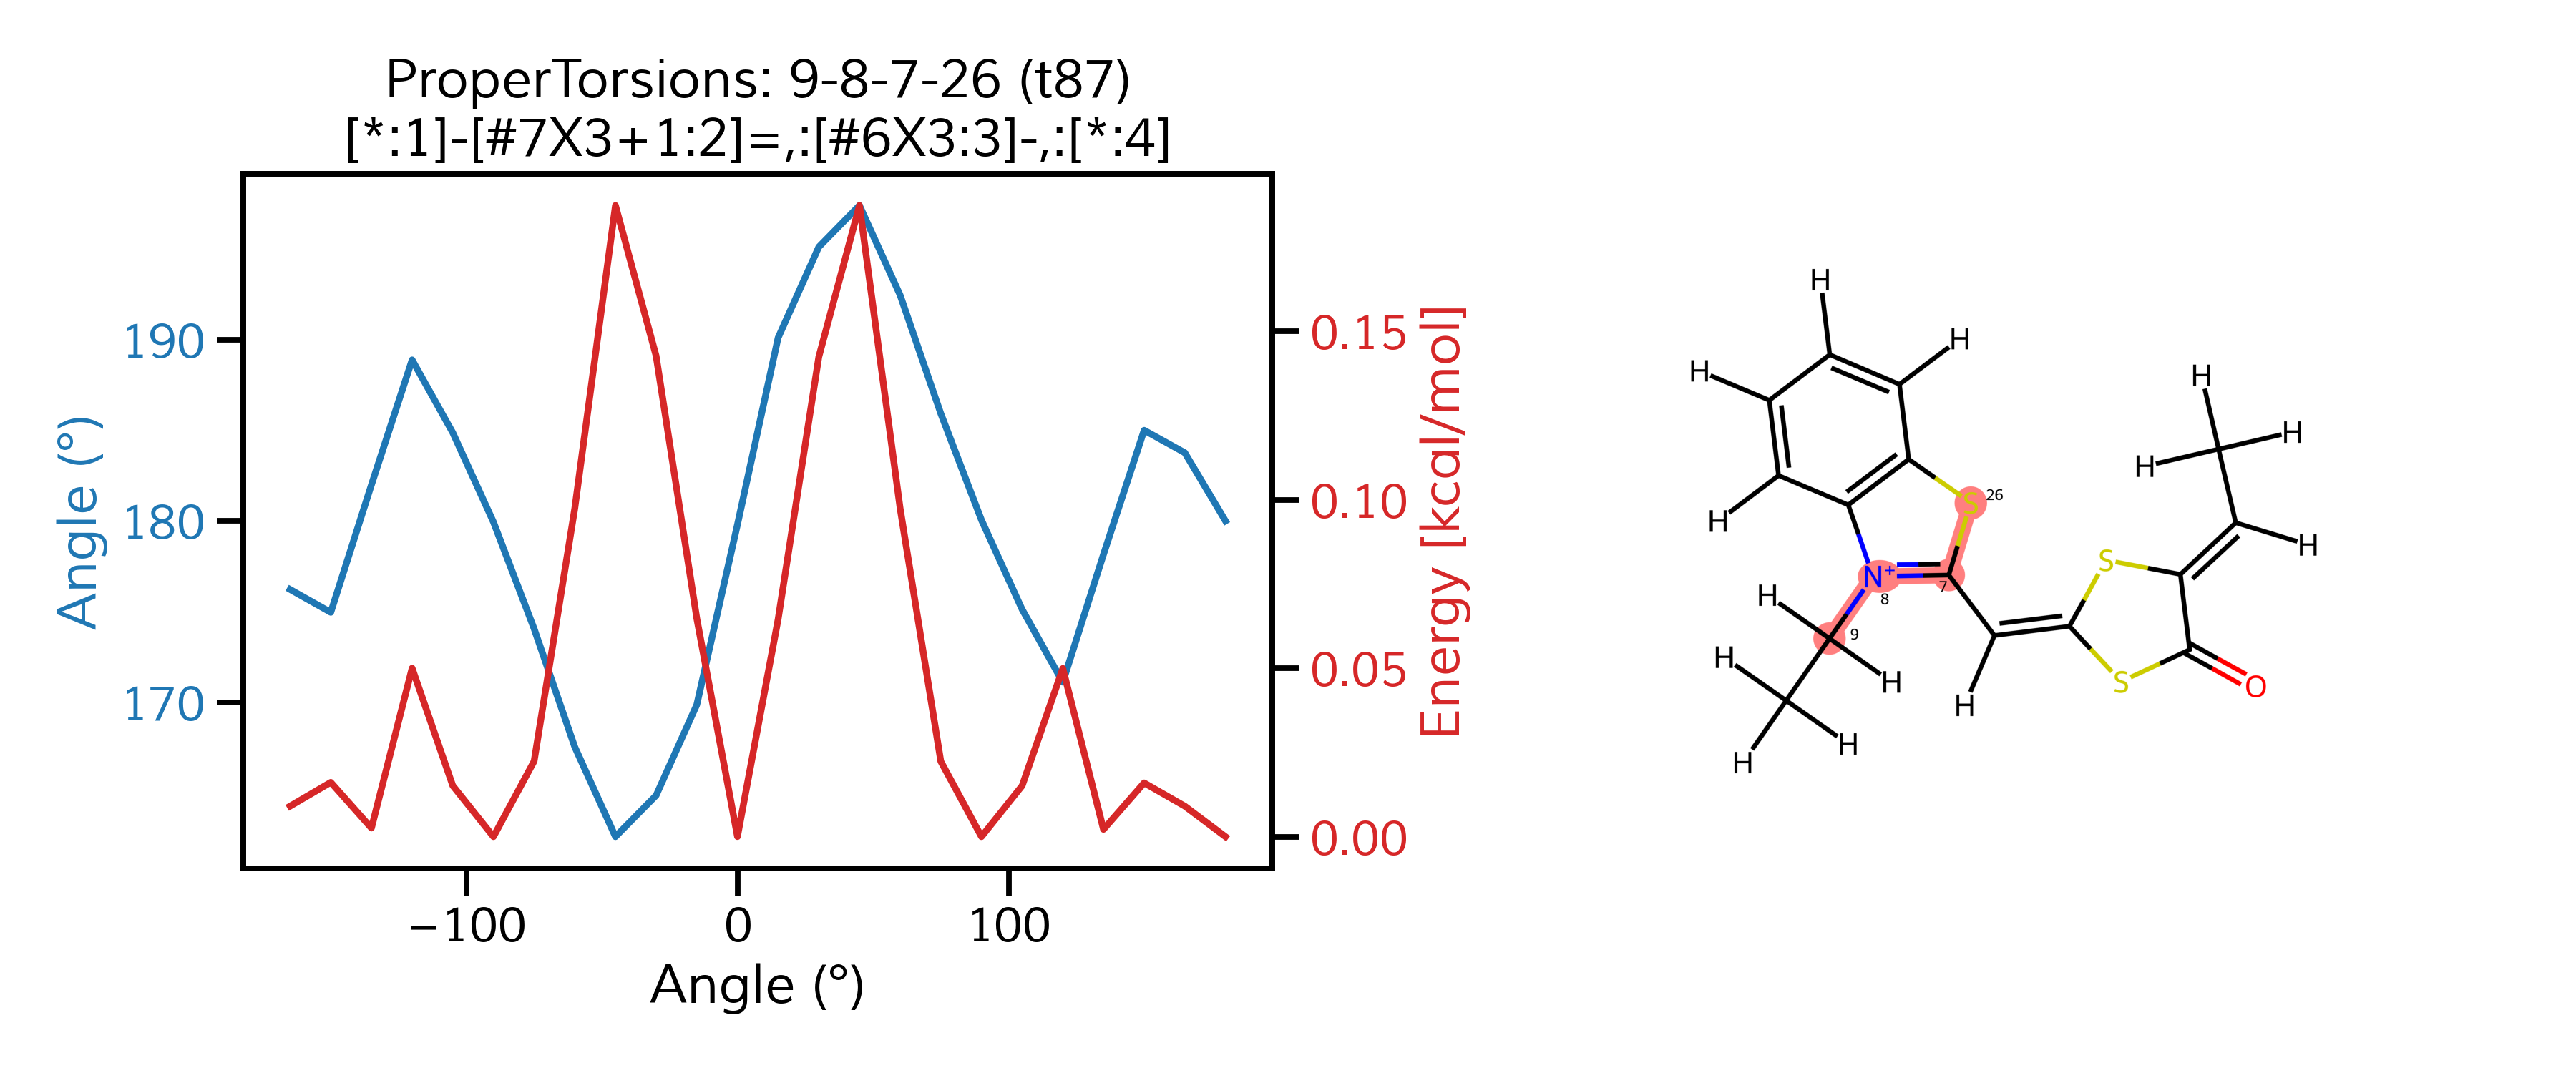 ProperTorsions: 9-8-7-26 (t87)
[*:1]-[#7X3+1:2]=,:[#6X3:3]-,:[*:4]
Angle (°)
190
180
170
−100
0
100
Angle (°)
0.15
0.10
0.05
0.00
Energy [kcal/mol]
H
H
H
H
H
H
H
S
26
H
H
S
N+
8
7
H
9
H
H
S
O
H
H
H